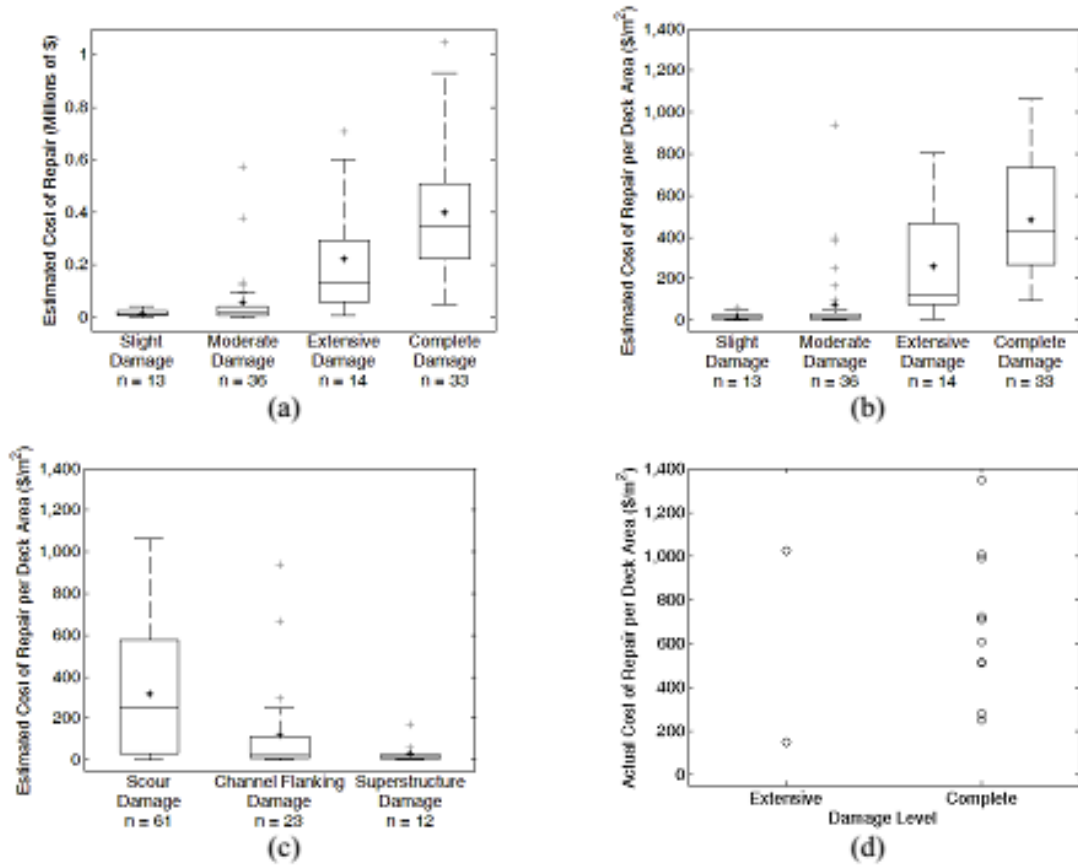 Estimated Cost of Repair (Millions of $)
1
0.8
0.6
0.4
0.2
0
Slight
Damage
n = 13
Moderate
Damage
n = 36
Extensive
Damage
n = 14
Complete
Damage
n = 33
(a)
Estimated Cost of Repair per Deck Area ($/m²)
1,400
1,200
1,000
800
600
400
200
0
Slight
Damage
n = 13
Moderate
Damage
n = 36
Extensive
Damage
n = 14
Complete
Damage
n = 33
(b)
Estimated Cost of Repair per Deck Area ($/m²)
1,400
1,200
1,000
800
600
400
200
0
Scour
Damage
n = 61
Channel Flanking
Damage
n = 23
Superstructure
Damage
n = 12
(c)
Actual Cost of Repair per Deck Area ($/m²)
1,400
1,200
1,000
800
600
400
200
0
Extensive
Complete
Damage Level
(d)